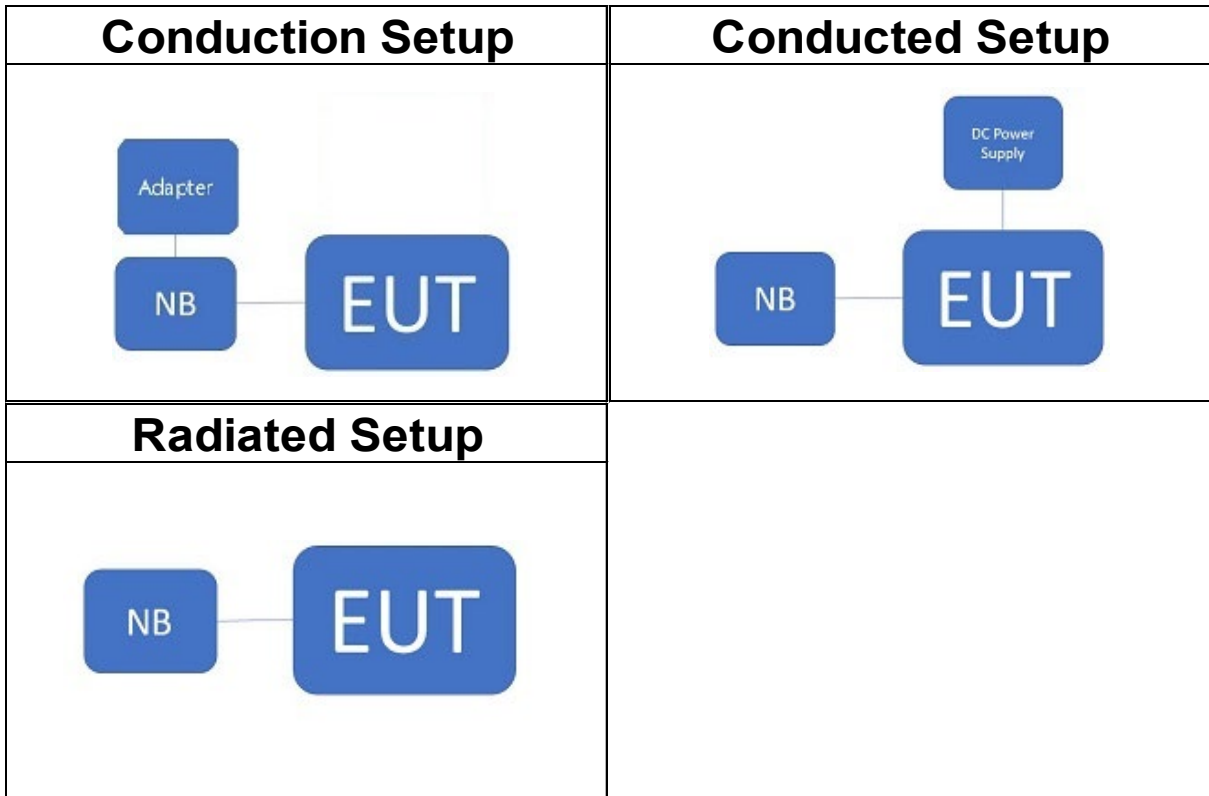 Conduction Setup
Conducted Setup
Adapter
NB
EUT
DC Power
Supply
NB
EUT
Radiated Setup
NB
EUT